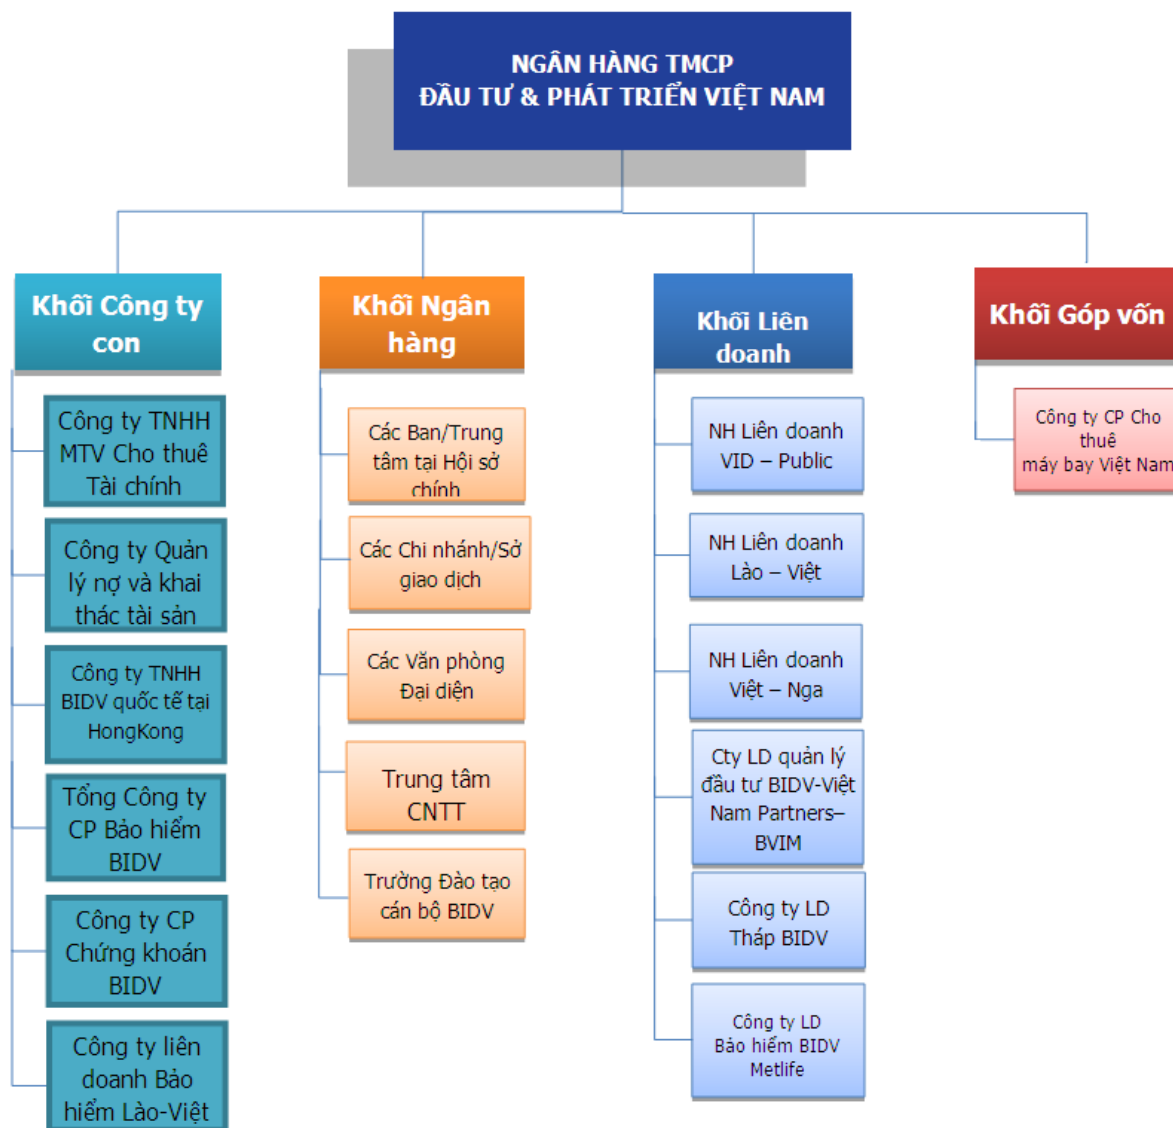 NGÂN HÀNG TMCP
ĐẦU TƯ & PHÁT TRIỂN VIỆT NAM
Khối Công ty
con
Công ty TNHH
MTV Cho thuê
Tài chính
Công ty Quản
lý nợ và khai
thác tài sản
Công ty TNHH
BIDV quốc tế tại
HongKong
Tổng Công ty
CP Bảo hiểm
BIDV
Công ty CP
Chứng khoán
BIDV
Công ty liên
doanh Bảo
hiểm Lào-Việt
Khối Ngân
hàng
Các Ban/Trung
tâm tại Hội sở
chính
Các Chi nhánh/Sở
giao dịch
Các Văn phòng
Đại diện
Trung tâm
CNTT
Trường Đào tạo
cán bộ BIDV
Khối Liên
doanh
NH Liên doanh
VID – Public
NH Liên doanh
Lào – Việt
NH Liên doanh
Việt – Nga
Cty LD quản lý
đầu tư BIDV-Việt
Nam Partners–
BVIM
Công ty LD
Tháp BIDV
Công ty LD
Bảo hiểm BIDV
Metlife
Khối Góp vốn
Công ty CP Cho
thuê
máy bay Việt Nam